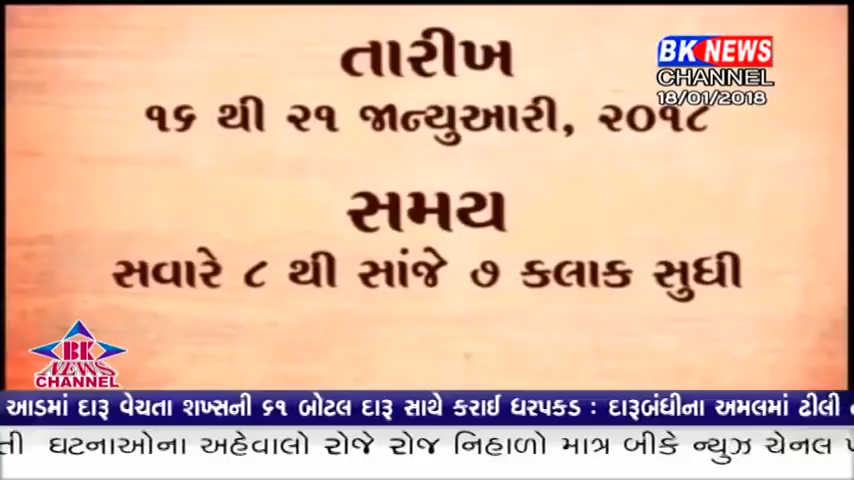 તારીખ
BK NEWS
CHANNEL
18/01/2018
૧૬ થી ૨૧ જાન્યુઆરી, ૨૦૧૮
સમય
સવારે ૮ થી સાંજે ૭ કલાક સુધી
BK
NEWS
CHANNEL
આડમાં દારૂ વેચતા શખ્સની ૬૧ બોટલ દારૂ સાથે કરાઈ ધરપકડ : દારૂબંધીના અમલમાં ઢીલી
તી ઘટનાઓના અહેવાલો રોજે રોજ નિહાળો માત્ર બીકે ન્યુઝ ચેનલ